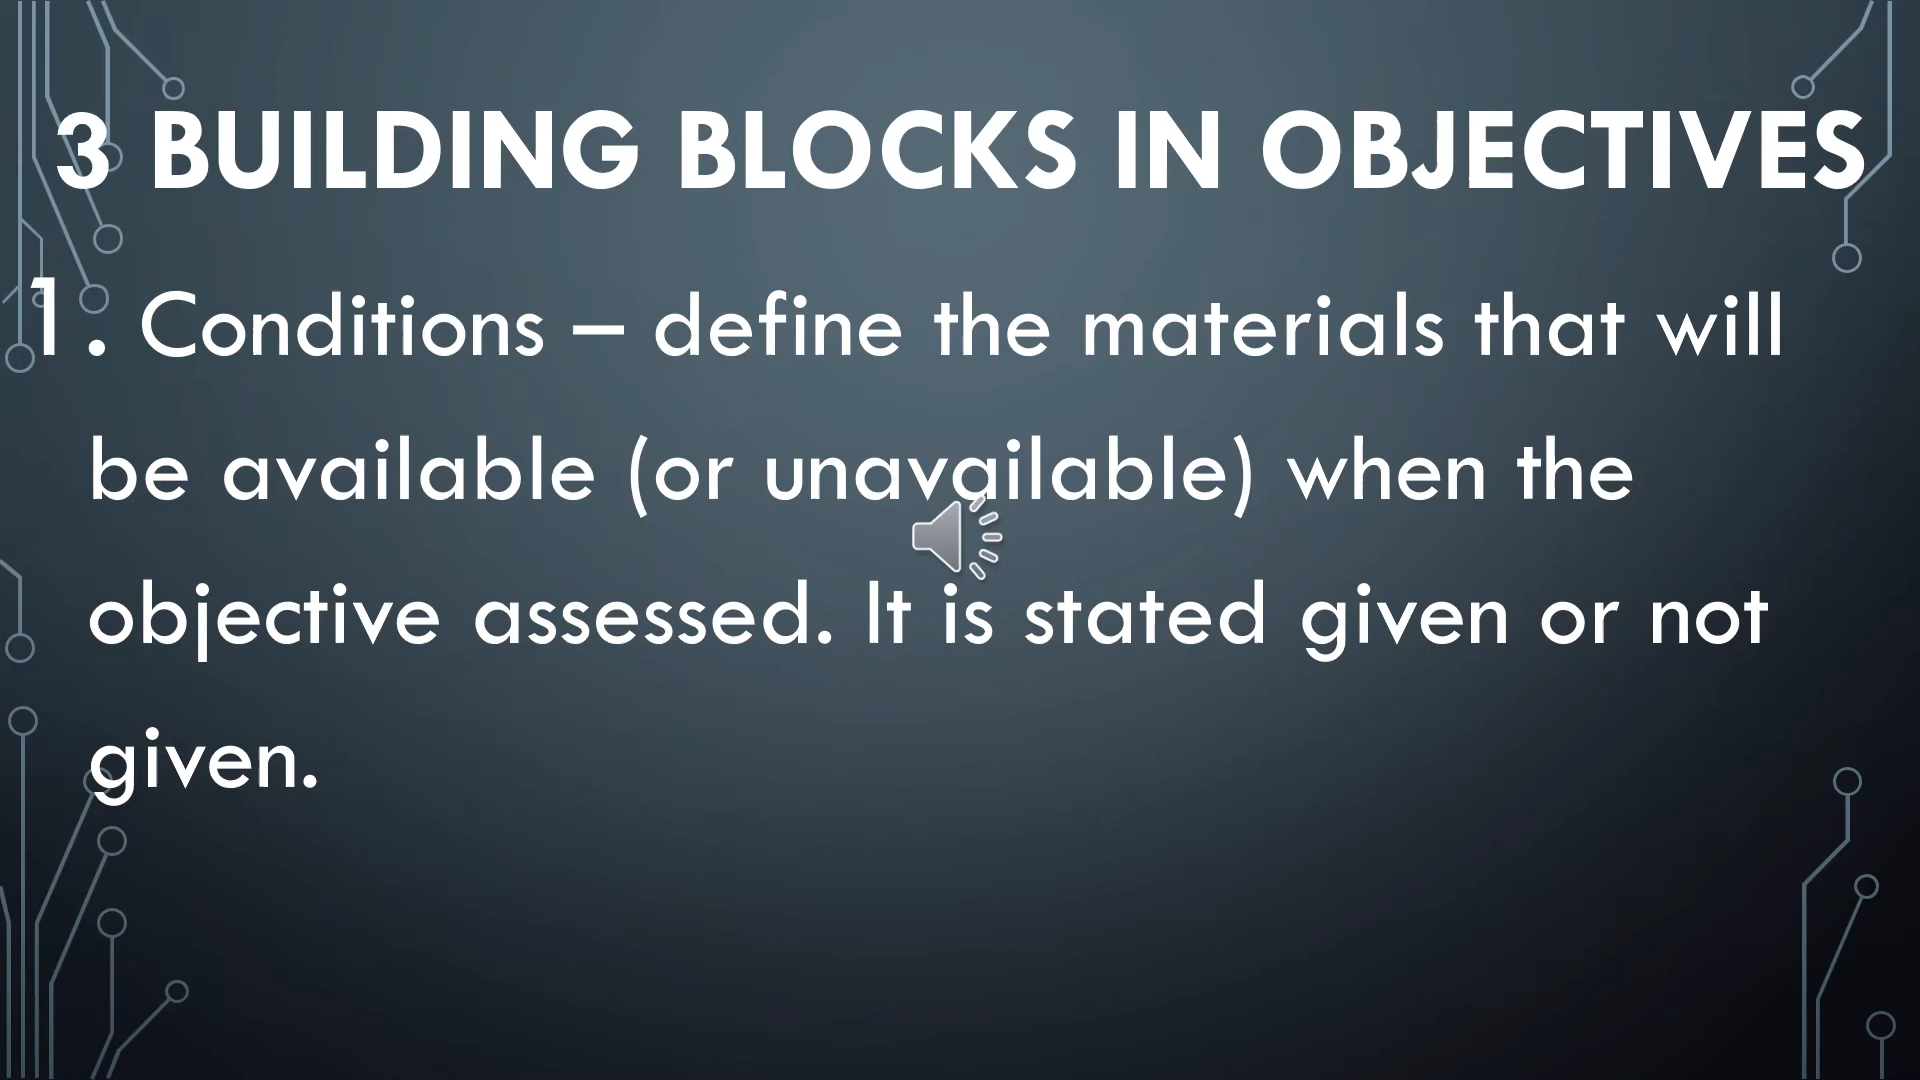 3 BUILDING BLOCKS IN OBJECTIVES
1. Conditions – define the materials that will
be available (or unavailable) when the
objective assessed. It is stated given or not
given.